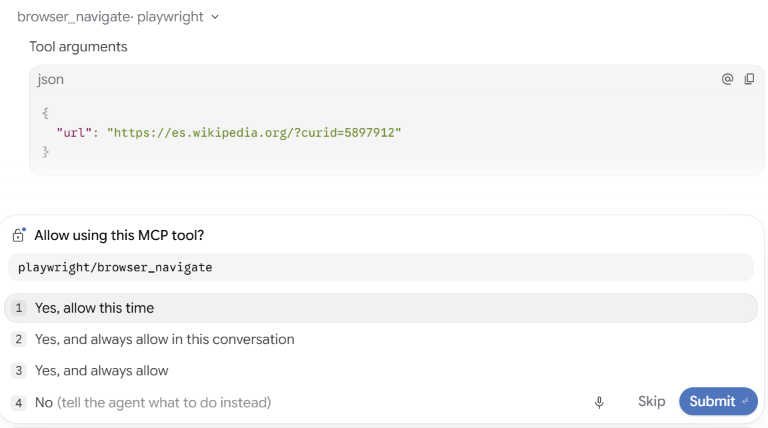 browser_navigate· playwright
Tool arguments
json
{
"url": "https://es.wikipedia.org/?curid=5897912"
}
Allow using this MCP tool?
playwright/browser_navigate
1 Yes, allow this time
2 Yes, and always allow in this conversation
3 Yes, and always allow
4 No (tell the agent what to do instead) Skip Submit